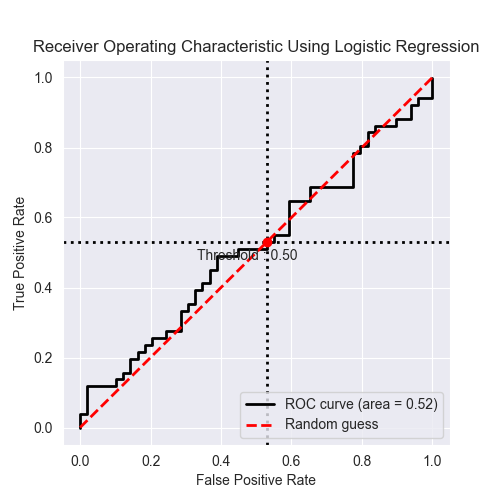 Receiver Operating Characteristic Using Logistic Regression
1.0
0.8
0.6
0.4
0.2
0.0
True Positive Rate
Threshold 0.50
ROC curve (area = 0.52)
Random guess
0.0 0.2 0.4 0.6 0.8 1.0
False Positive Rate